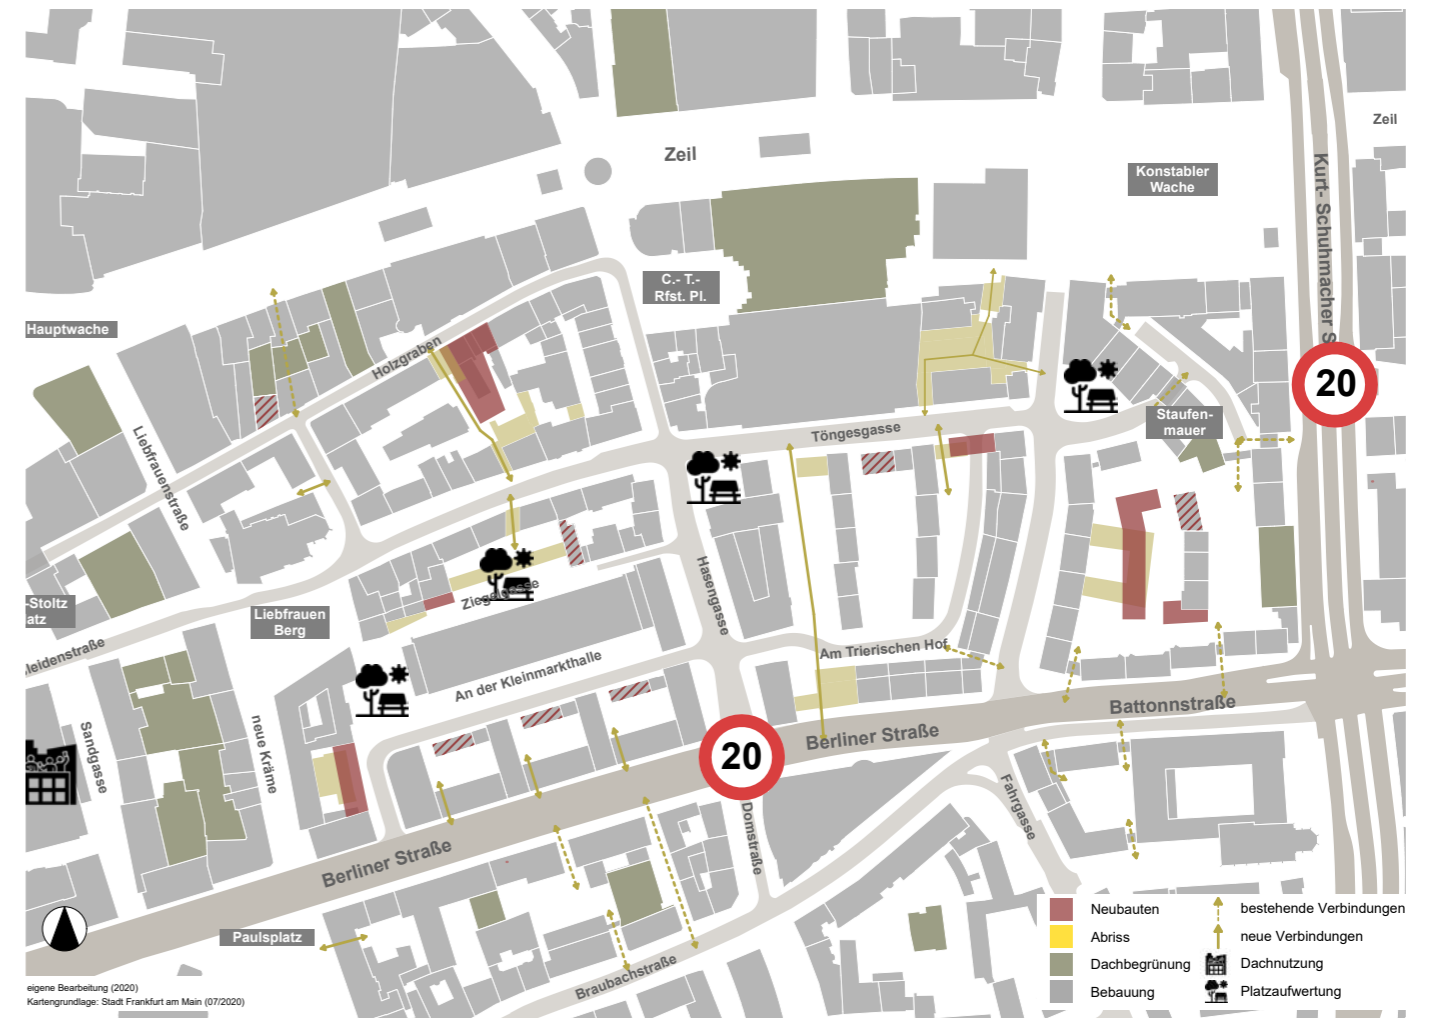 Zeil
Zeil
Konstabler
Wache
Kurt- Schuhmacher S
C.- T.-
Rfst. Pl.
Hauptwache
Holzgraben
20
Liebfrauenstraße
Töngesgasse
Staufen-
mauer
Hasengasse
Ziegelgasse
-Stoltz
atz
Liebfrauen
Berg
leidenstraße
Am Trierischen Hof
An der Kleinmarkthalle
Sandgasse
neue Kräme
Battonnstraße
Berliner Straße
20
Fahrgasse
Domstraße
Berliner Straße
Paulsplatz
Braubachstraße
Neubauten
Abriss
Dachbegrünung
Bebauung
bestehende Verbindungen
neue Verbindungen
Dachnutzung
Platzaufwertung
eigene Bearbeitung (2020)
Kartengrundlage: Stadt Frankfurt am Main (07/2020)